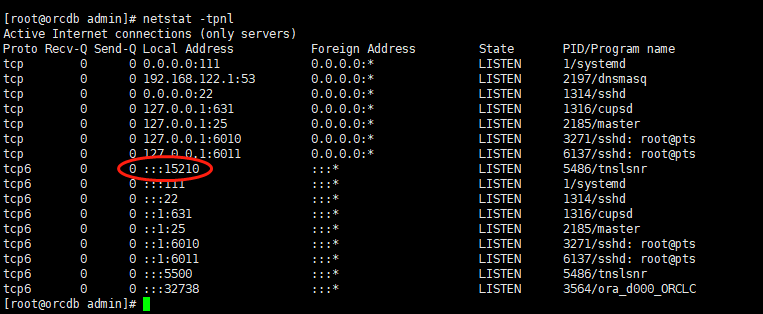 [root@orcdb admin]# netstat -tpnl
Active Internet connections (only servers)
Proto Recv-Q Send-Q Local Address           Foreign Address         State       PID/Program name
tcp        0      0 0.0.0.0:111             0.0.0.0:*               LISTEN      1/systemd
tcp        0      0 192.168.122.1:53        0.0.0.0:*               LISTEN      2197/dnsmasq
tcp        0      0 0.0.0.0:22              0.0.0.0:*               LISTEN      1314/sshd
tcp        0      0 127.0.0.1:631           0.0.0.0:*               LISTEN      1316/cupsd
tcp        0      0 127.0.0.1:25            0.0.0.0:*               LISTEN      2185/master
tcp        0      0 127.0.0.1:6010          0.0.0.0:*               LISTEN      3271/sshd: root@pts
tcp        0      0 127.0.0.1:6011          0.0.0.0:*               LISTEN      6137/sshd: root@pts
tcp6       0      0 :::15210                :::*                    LISTEN      5486/tnslsnr
tcp6       0      0 :::111                  :::*                    LISTEN      1/systemd
tcp6       0      0 :::22                   :::*                    LISTEN      1314/sshd
tcp6       0      0 ::1:631                 :::*                    LISTEN      1316/cupsd
tcp6       0      0 ::1:25                  :::*                    LISTEN      2185/master
tcp6       0      0 ::1:6010                :::*                    LISTEN      3271/sshd: root@pts
tcp6       0      0 ::1:6011                :::*                    LISTEN      6137/sshd: root@pts
tcp6       0      0 :::5500                 :::*                    LISTEN      5486/tnslsnr
tcp6       0      0 :::32738                :::*                    LISTEN      3564/ora_d000_ORCLC
[root@orcdb admin]#